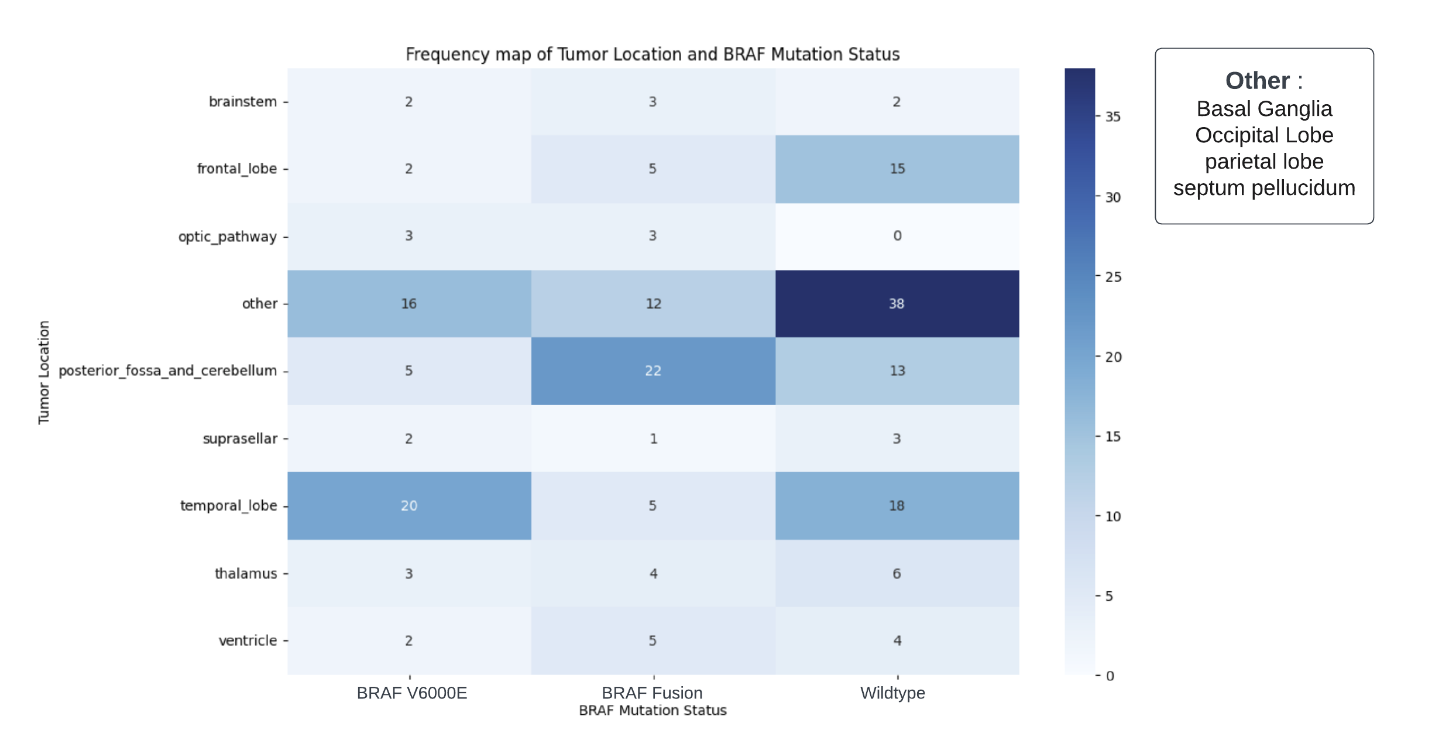 Frequency map of Tumor Location and BRAF Mutation Status
brainstem 2 3 2
frontal_lobe 2 5 15
optic_pathway 3 3 0
other 16 12 38
posterior_fossa_and_cerebellum 5 22 13
suprasellar 2 1 3
temporal_lobe 20 5 18
thalamus 3 4 6
ventricle 2 5 4
Tumor Location
BRAF V6000E BRAF Fusion Wildtype
BRAF Mutation Status
35
30
25
20
15
10
5
0
Other :
Basal Ganglia
Occipital Lobe
parietal lobe
septum pellucidum